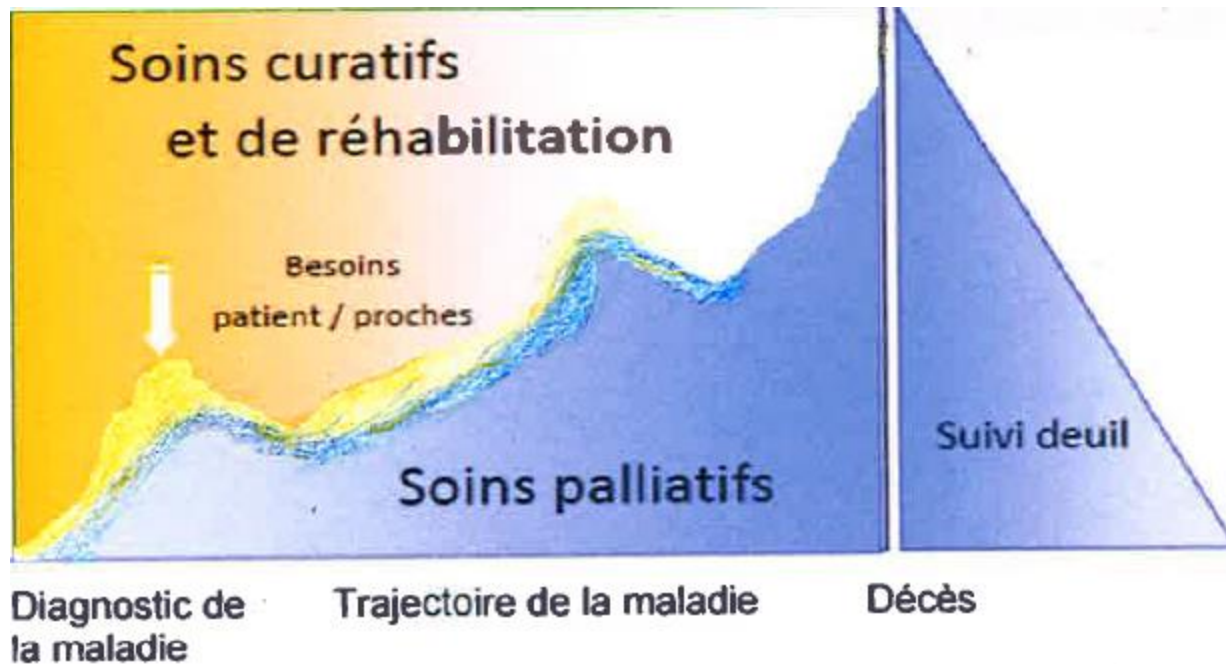 Soins curatifs
et de réhabilitation
Besoins
patient / proches
Soins palliatifs
Suivi deuil
Diagnostic de
la maladie
Trajectoire de la maladie
Décès